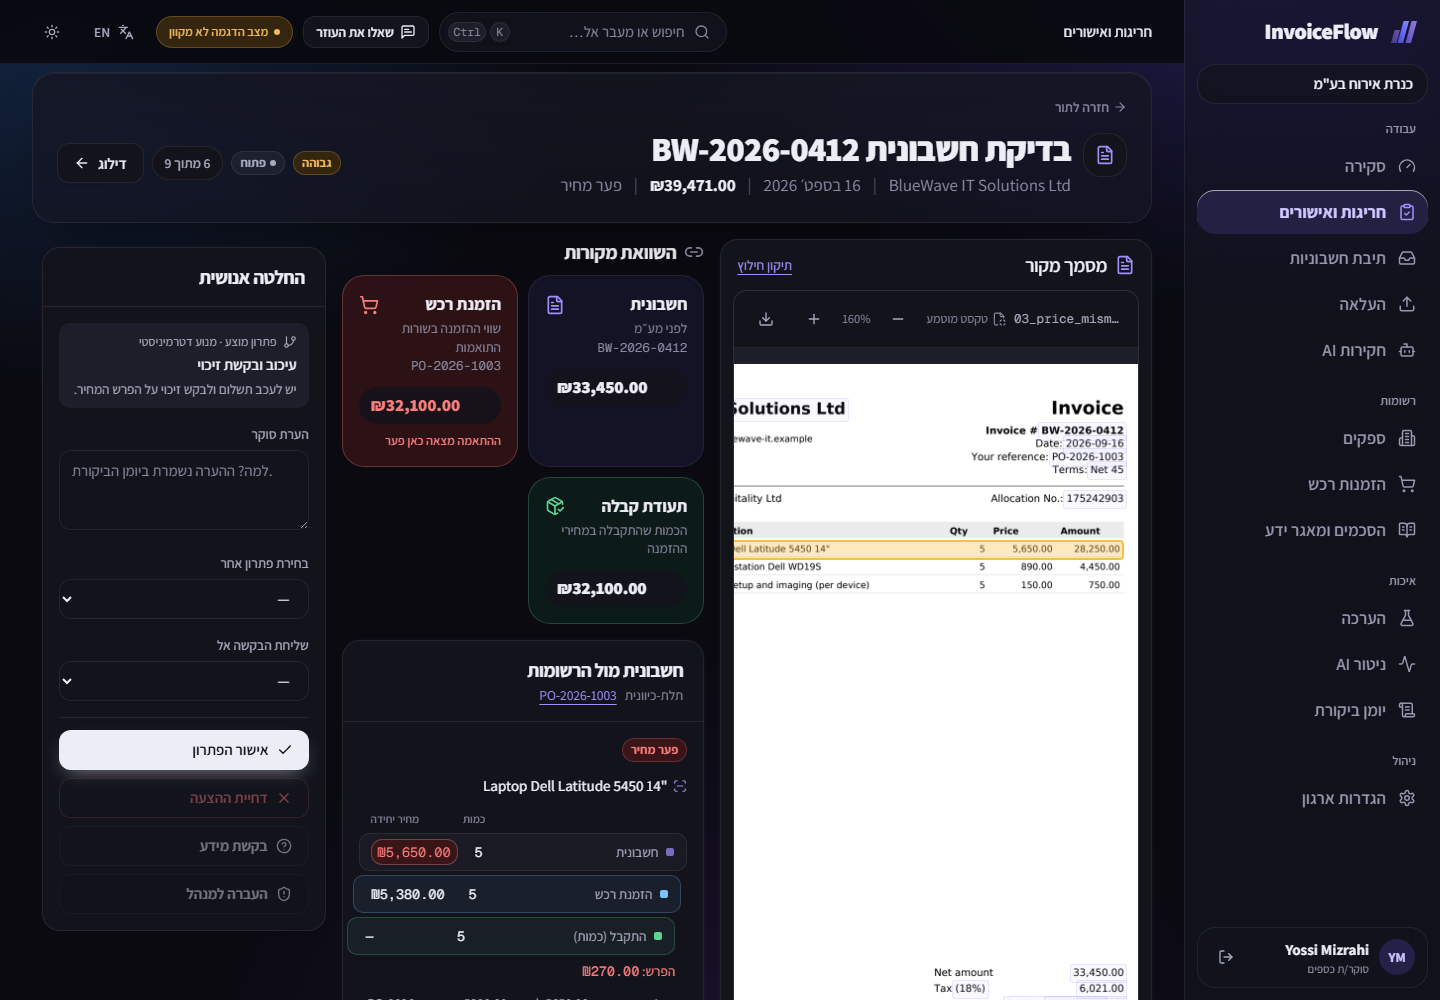 InvoiceFlow
כנרת אירוח בע"מ
עבודה
סקירה
חריגות ואישורים
תיבת חשבוניות
העלאה
חקירות AI
רשומות
ספקים
הזמנות רכש
הסכמים ומאגר ידע
איכות
הערכה
ניטור AI
יומן ביקורת
ניהול
הגדרות ארגון
YM
Yossi Mizrahi
סוקר/ת כספים
חריגות ואישורים
חיפוש או מעבר אל…
Ctrl K
שאלו את העוזר
מצב הדגמה לא מקוון
EN
חזרה לתור
בדיקת חשבונית BW-2026-0412
BlueWave IT Solutions Ltd | 16 בספט׳ 2026 | ₪39,471.00 | פער מחיר
גבוהה
פתוח
6 מתוך 9
דילוג
מסמך מקור
תיקון חילוץ
03_price_mism…
טקסט מוטמע
160%
Invoice
Solutions Ltd
Invoice # BW-2026-0412
ewave-it.example
Date: 2026-09-16
Your reference: PO-2026-1003
Terms: Net 45
itality Ltd
Allocation No.: 175242903
tion Qty Price Amount
Dell Latitude 5450 14" 5 5,650.00 28,250.00
station Dell WD19S 5 890.00 4,450.00
etup and imaging (per device) 5 150.00 750.00
Net amount 33,450.00
Tax (18%) 6,021.00
השוואת מקורות
חשבונית
לפני מע״מ
BW-2026-0412
₪33,450.00
הזמנת רכש
שווי ההזמנה בשורות
התואמות
PO-2026-1003
₪32,100.00
ההתאמה מצאה כאן פער
תעודת קבלה
הכמות שהתקבלה במחירי
ההזמנה
₪32,100.00
חשבונית מול הרשומות
תלת-כיוונית PO-2026-1003
פער מחיר
Laptop Dell Latitude 5450 14"
כמות
מחיר יחידה
חשבונית 5 ₪5,650.00
הזמנת רכש 5 ₪5,380.00
התקבל (כמות) 5 —
הפרש: ₪270.00
החלטה אנושית
פתרון מוצע · מנוע דטרמיניסטי
עיכוב ובקשת זיכוי
יש לעכב תשלום ולבקש זיכוי על הפרש המחיר.
הערת סוקר
למה? ההערה נשמרת ביומן הביקורת.
בחירת פתרון אחר
—
שליחת הבקשה אל
—
אישור הפתרון
דחיית ההצעה
בקשת מידע
העברה למנהל